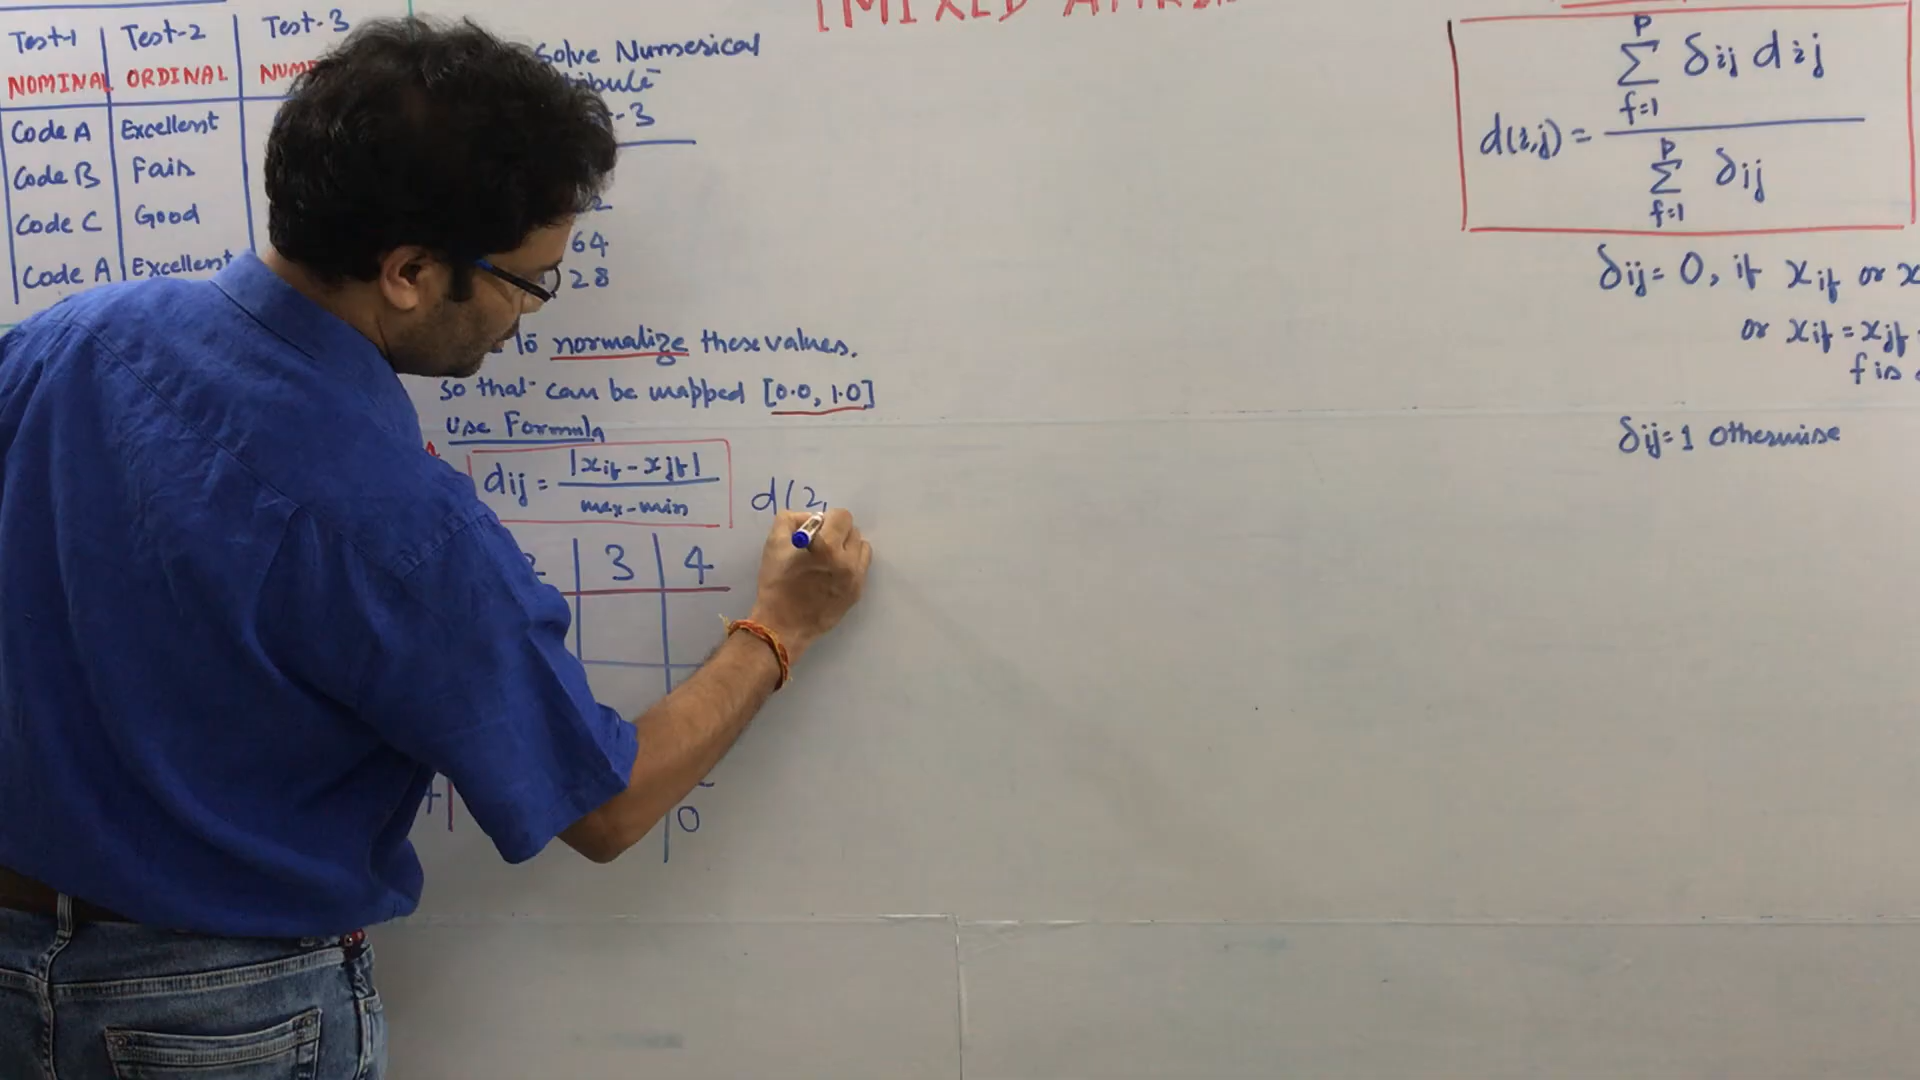 [MIXED
Test-1 Test-2 Test-3
NOMINAL ORDINAL
Code A Excellent
Code B Fair
Code C Good
Code A Excellent
Solve Numerical
-3
2
64
28
to normalize these values.
so that can be mapped [0.0, 1.0]
Use Formula
dij = |xif - xjf| / max-min
d(2,
2 3 4
0
d(i,j) = Σ p f=1 δij dij / Σ p f=1 δij
δij = 0, if xif or x
or xif = xjf
f is
δij = 1 otherwise